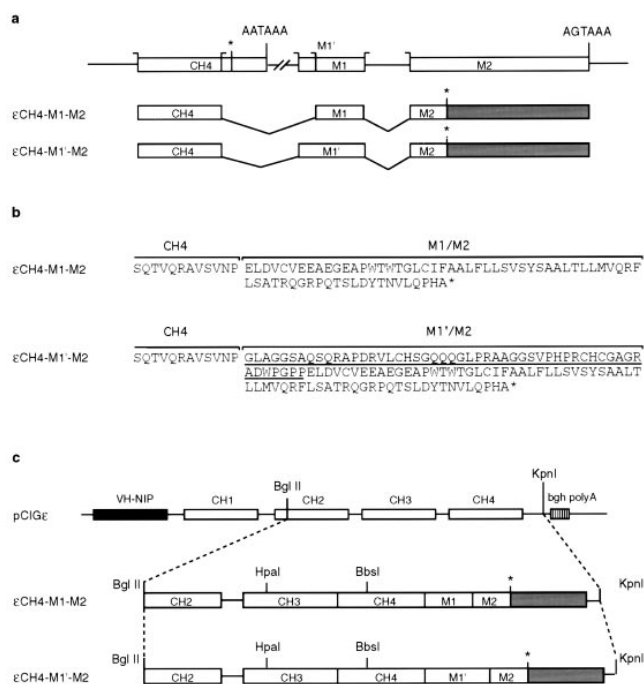 a
AATAAA
AGTAAA
*
M1'
CH4
M1
M2
*
εCH4-M1-M2
CH4
M1
M2
*
εCH4-M1'-M2
CH4
M1'
M2
b
CH4
M1/M2
εCH4-M1-M2
SQTVQRAVSVNP ELDVCVEEAEGEAPWTWTGLCIFAALFLLSVSYSAALTLLMVQRF
LSATRQGRPQTSLDYTNVLQPHA*
CH4
M1'/M2
εCH4-M1'-M2
SQTVQRAVSVNP GLAGGSAQSQRAPDRVLCHSGQQQGLPRAAGGSVPHPRCHCGAGR
ADWPGPPELDVCVEEAEGEAPWTWTGLCIFAALFLLSVSYSAALT
LLMVQRFLSATRQGRPQTSLDYTNVLQPHA*
c
Bgl II
KpnI
VH-NIP
CH1
CH2
CH3
CH4
bgh polyA
pCIGε
Bgl II
HpaI
BbsI
*
KpnI
εCH4-M1-M2
CH2
CH3
CH4
M1
M2
Bgl II
HpaI
BbsI
*
KpnI
εCH4-M1'-M2
CH2
CH3
CH4
M1'
M2